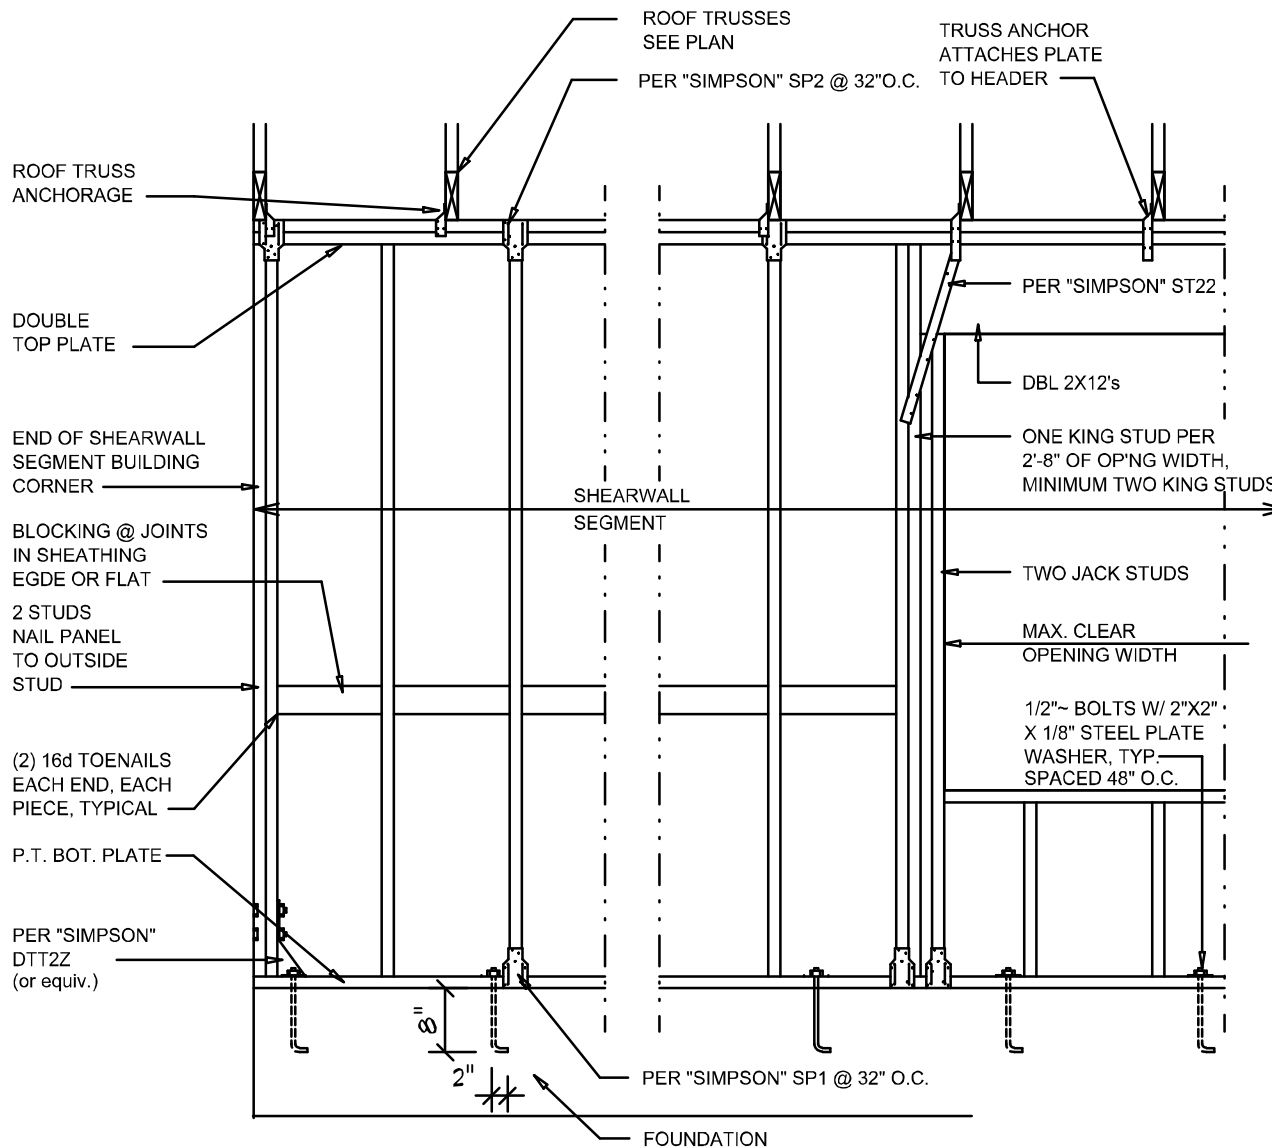 ROOF TRUSSES
SEE PLAN
TRUSS ANCHOR
ATTACHES PLATE
TO HEADER
PER "SIMPSON" SP2 @ 32"O.C.
ROOF TRUSS
ANCHORAGE
PER "SIMPSON" ST22
DOUBLE
TOP PLATE
DBL 2X12's
END OF SHEARWALL
SEGMENT BUILDING
CORNER
ONE KING STUD PER
2'-8" OF OP'NG WIDTH,
MINIMUM TWO KING STUDS
SHEARWALL
SEGMENT
BLOCKING @ JOINTS
IN SHEATHING
EGDE OR FLAT
TWO JACK STUDS
2 STUDS
NAIL PANEL
TO OUTSIDE
STUD
MAX. CLEAR
OPENING WIDTH
1/2"~ BOLTS W/ 2"X2"
X 1/8" STEEL PLATE
WASHER, TYP.
SPACED 48" O.C.
(2) 16d TOENAILS
EACH END, EACH
PIECE, TYPICAL
P.T. BOT. PLATE
PER "SIMPSON"
DTT2Z
(or equiv.)
8"
2"
PER "SIMPSON" SP1 @ 32" O.C.
FOUNDATION